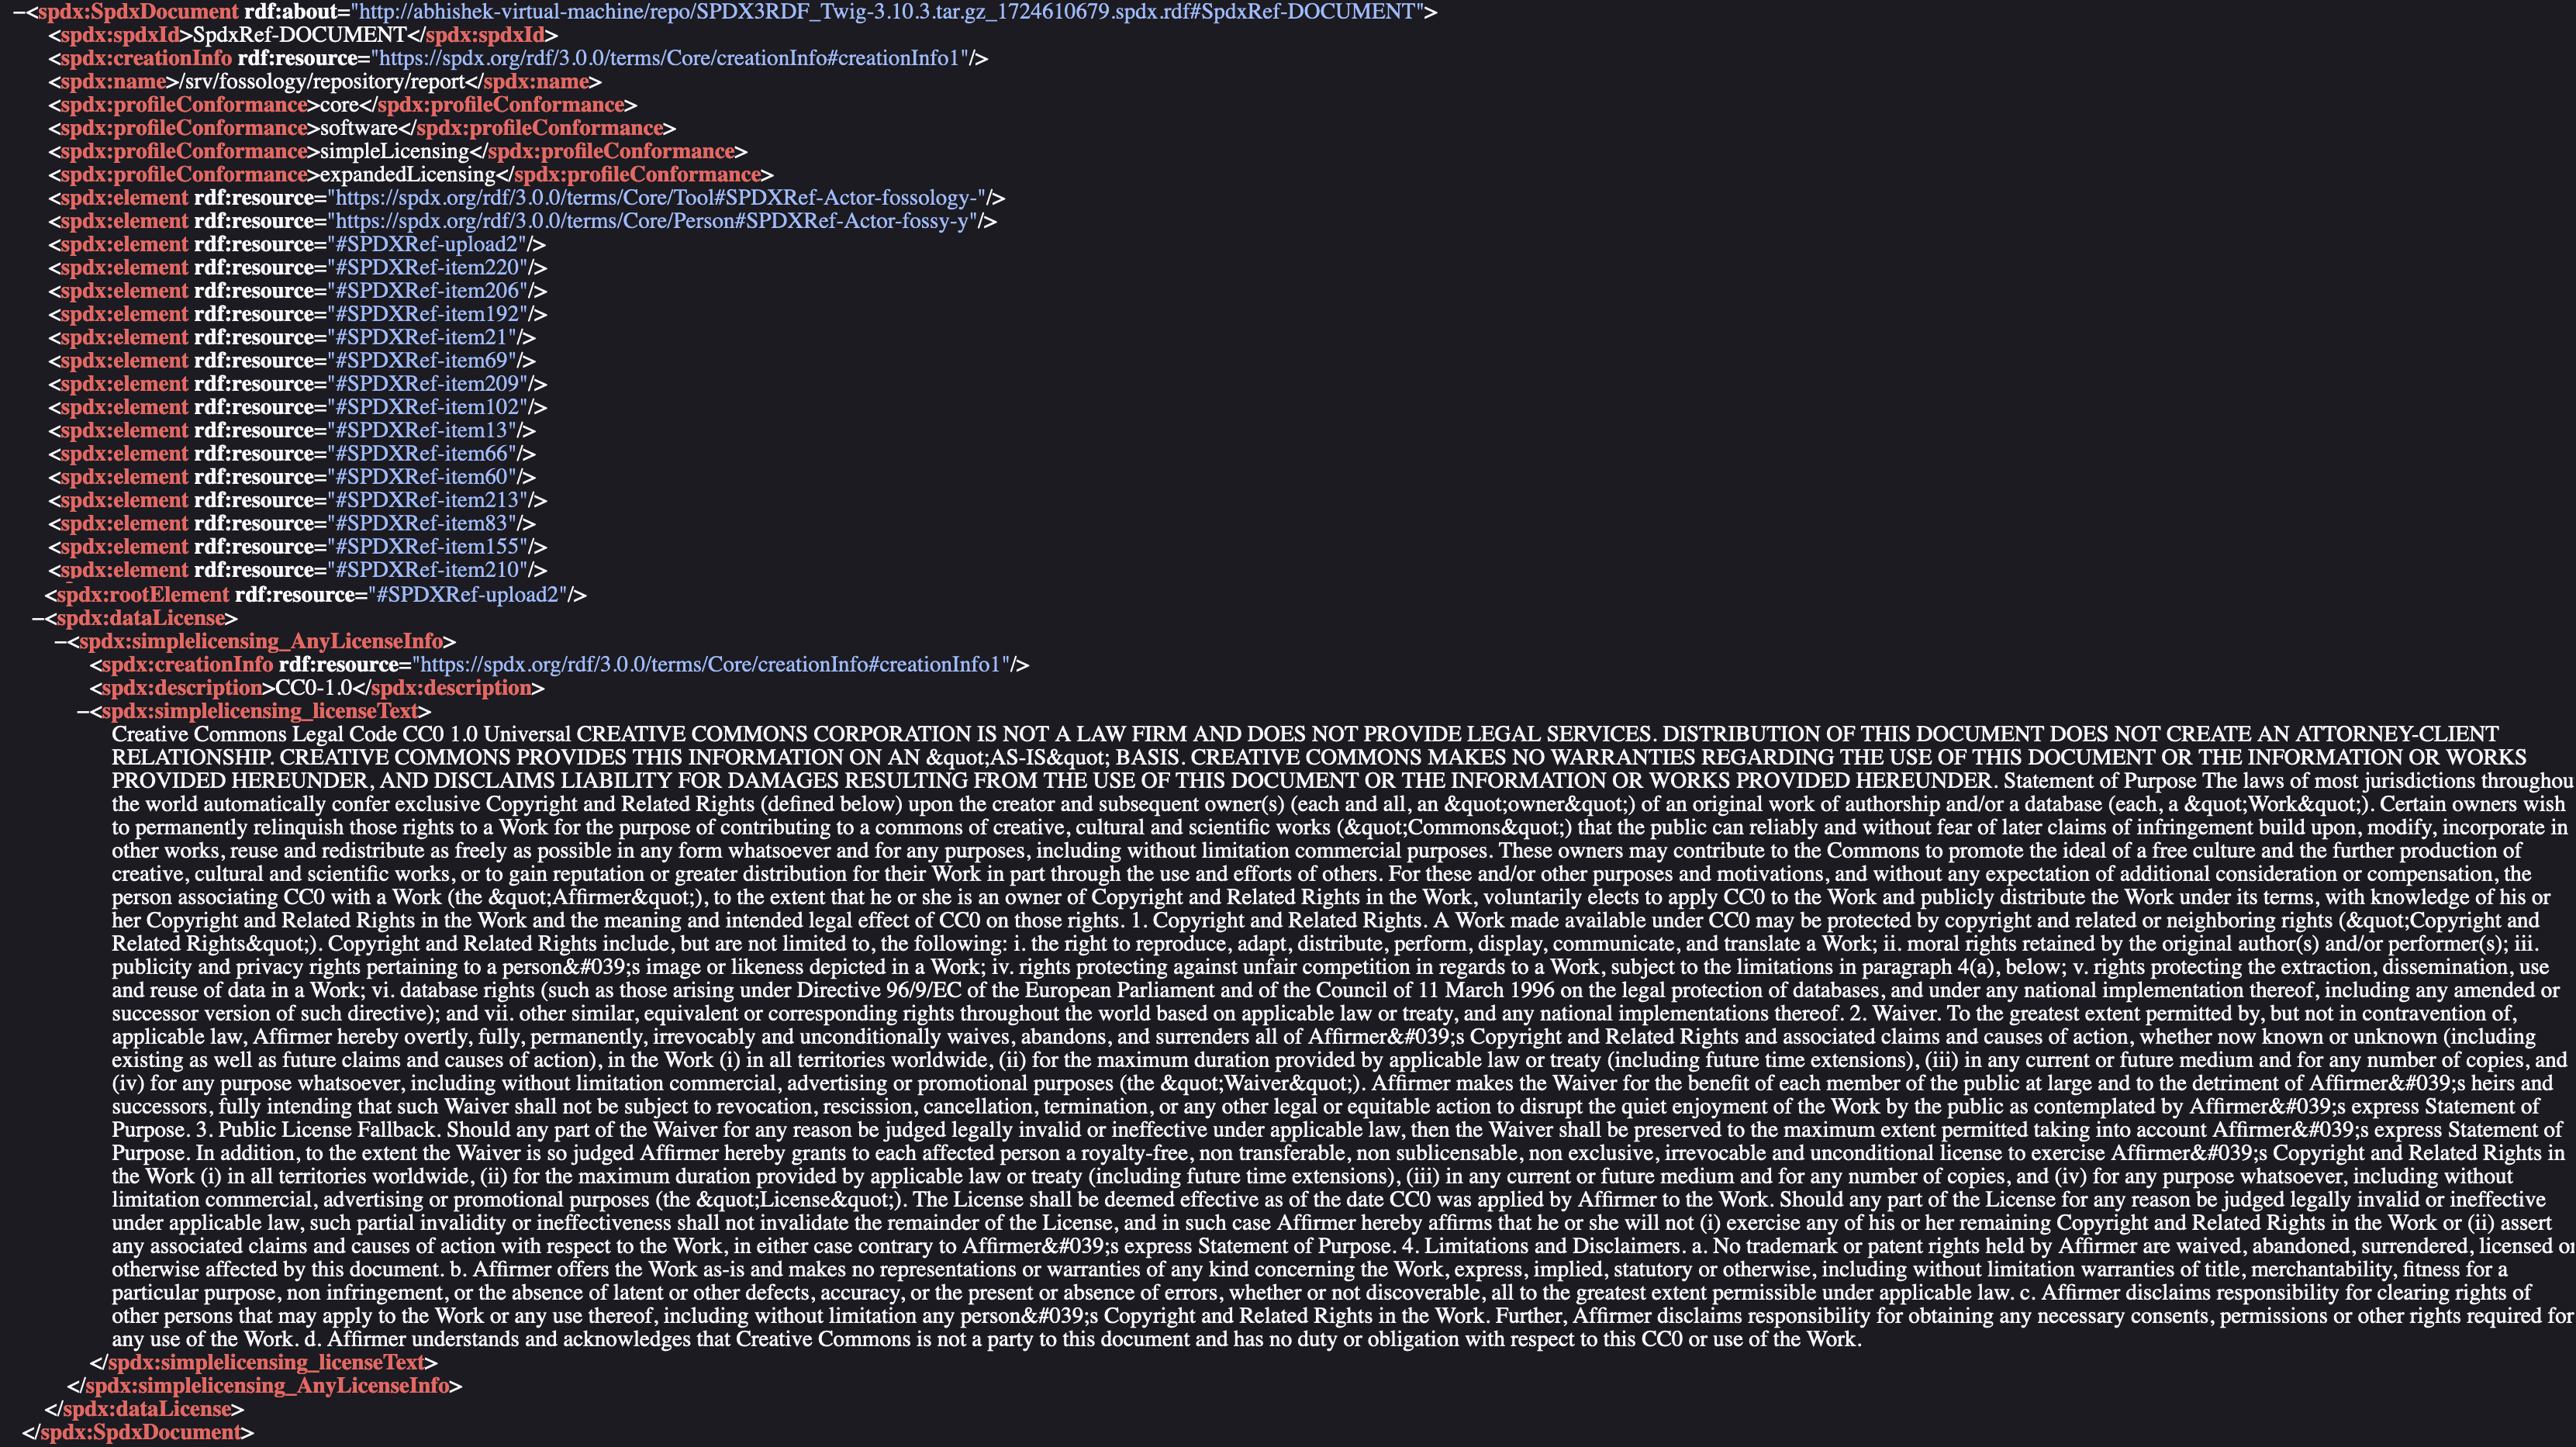 −<spdx:SpdxDocument rdf:about="http://abhishek-virtual-machine/repo/SPDX3RDF_Twig-3.10.3.tar.gz_1724610679.spdx.rdf#SpdxRef-DOCUMENT">
<spdx:spdxId>SpdxRef-DOCUMENT</spdx:spdxId>
<spdx:creationInfo rdf:resource="https://spdx.org/rdf/3.0.0/terms/Core/creationInfo#creationInfo1"/>
<spdx:name>/srv/fossology/repository/report</spdx:name>
<spdx:profileConformance>core</spdx:profileConformance>
<spdx:profileConformance>software</spdx:profileConformance>
<spdx:profileConformance>simpleLicensing</spdx:profileConformance>
<spdx:profileConformance>expandedLicensing</spdx:profileConformance>
<spdx:element rdf:resource="https://spdx.org/rdf/3.0.0/terms/Core/Tool#SPDXRef-Actor-fossology-"/>
<spdx:element rdf:resource="https://spdx.org/rdf/3.0.0/terms/Core/Person#SPDXRef-Actor-fossy-y"/>
<spdx:element rdf:resource="#SPDXRef-upload2"/>
<spdx:element rdf:resource="#SPDXRef-item220"/>
<spdx:element rdf:resource="#SPDXRef-item206"/>
<spdx:element rdf:resource="#SPDXRef-item192"/>
<spdx:element rdf:resource="#SPDXRef-item21"/>
<spdx:element rdf:resource="#SPDXRef-item69"/>
<spdx:element rdf:resource="#SPDXRef-item209"/>
<spdx:element rdf:resource="#SPDXRef-item102"/>
<spdx:element rdf:resource="#SPDXRef-item13"/>
<spdx:element rdf:resource="#SPDXRef-item66"/>
<spdx:element rdf:resource="#SPDXRef-item60"/>
<spdx:element rdf:resource="#SPDXRef-item213"/>
<spdx:element rdf:resource="#SPDXRef-item83"/>
<spdx:element rdf:resource="#SPDXRef-item155"/>
<spdx:element rdf:resource="#SPDXRef-item210"/>
<spdx:rootElement rdf:resource="#SPDXRef-upload2"/>
−<spdx:dataLicense>
−<spdx:simplelicensing_AnyLicenseInfo>
<spdx:creationInfo rdf:resource="https://spdx.org/rdf/3.0.0/terms/Core/creationInfo#creationInfo1"/>
<spdx:description>CC0-1.0</spdx:description>
−<spdx:simplelicensing_licenseText>
Creative Commons Legal Code CC0 1.0 Universal CREATIVE COMMONS CORPORATION IS NOT A LAW FIRM AND DOES NOT PROVIDE LEGAL SERVICES. DISTRIBUTION OF THIS DOCUMENT DOES NOT CREATE AN ATTORNEY-CLIENT
RELATIONSHIP. CREATIVE COMMONS PROVIDES THIS INFORMATION ON AN &quot;AS-IS&quot; BASIS. CREATIVE COMMONS MAKES NO WARRANTIES REGARDING THE USE OF THIS DOCUMENT OR THE INFORMATION OR WORKS
PROVIDED HEREUNDER, AND DISCLAIMS LIABILITY FOR DAMAGES RESULTING FROM THE USE OF THIS DOCUMENT OR THE INFORMATION OR WORKS PROVIDED HEREUNDER. Statement of Purpose The laws of most jurisdictions throughou
the world automatically confer exclusive Copyright and Related Rights (defined below) upon the creator and subsequent owner(s) (each and all, an &quot;owner&quot;) of an original work of authorship and/or a database (each, a &quot;Work&quot;). Certain owners wish
to permanently relinquish those rights to a Work for the purpose of contributing to a commons of creative, cultural and scientific works (&quot;Commons&quot;) that the public can reliably and without fear of later claims of infringement build upon, modify, incorporate in
other works, reuse and redistribute as freely as possible in any form whatsoever and for any purposes, including without limitation commercial purposes. These owners may contribute to the Commons to promote the ideal of a free culture and the further production of
creative, cultural and scientific works, or to gain reputation or greater distribution for their Work in part through the use and efforts of others. For these and/or other purposes and motivations, and without any expectation of additional consideration or compensation, the
person associating CC0 with a Work (the &quot;Affirmer&quot;), to the extent that he or she is an owner of Copyright and Related Rights in the Work, voluntarily elects to apply CC0 to the Work and publicly distribute the Work under its terms, with knowledge of his or
her Copyright and Related Rights in the Work and the meaning and intended legal effect of CC0 on those rights. 1. Copyright and Related Rights. A Work made available under CC0 may be protected by copyright and related or neighboring rights (&quot;Copyright and
Related Rights&quot;). Copyright and Related Rights include, but are not limited to, the following: i. the right to reproduce, adapt, distribute, perform, display, communicate, and translate a Work; ii. moral rights retained by the original author(s) and/or performer(s); iii.
publicity and privacy rights pertaining to a person&#039;s image or likeness depicted in a Work; iv. rights protecting against unfair competition in regards to a Work, subject to the limitations in paragraph 4(a), below; v. rights protecting the extraction, dissemination, use
and reuse of data in a Work; vi. database rights (such as those arising under Directive 96/9/EC of the European Parliament and of the Council of 11 March 1996 on the legal protection of databases, and under any national implementation thereof, including any amended or
successor version of such directive); and vii. other similar, equivalent or corresponding rights throughout the world based on applicable law or treaty, and any national implementations thereof. 2. Waiver. To the greatest extent permitted by, but not in contravention of,
applicable law, Affirmer hereby overtly, fully, permanently, irrevocably and unconditionally waives, abandons, and surrenders all of Affirmer&#039;s Copyright and Related Rights and associated claims and causes of action, whether now known or unknown (including
existing as well as future claims and causes of action), in the Work (i) in all territories worldwide, (ii) for the maximum duration provided by applicable law or treaty (including future time extensions), (iii) in any current or future medium and for any number of copies, and
(iv) for any purpose whatsoever, including without limitation commercial, advertising or promotional purposes (the &quot;Waiver&quot;). Affirmer makes the Waiver for the benefit of each member of the public at large and to the detriment of Affirmer&#039;s heirs and
successors, fully intending that such Waiver shall not be subject to revocation, rescission, cancellation, termination, or any other legal or equitable action to disrupt the quiet enjoyment of the Work by the public as contemplated by Affirmer&#039;s express Statement of
Purpose. 3. Public License Fallback. Should any part of the Waiver for any reason be judged legally invalid or ineffective under applicable law, then the Waiver shall be preserved to the maximum extent permitted taking into account Affirmer&#039;s express Statement of
Purpose. In addition, to the extent the Waiver is so judged Affirmer hereby grants to each affected person a royalty-free, non transferable, non sublicensable, non exclusive, irrevocable and unconditional license to exercise Affirmer&#039;s Copyright and Related Rights in
the Work (i) in all territories worldwide, (ii) for the maximum duration provided by applicable law or treaty (including future time extensions), (iii) in any current or future medium and for any number of copies, and (iv) for any purpose whatsoever, including without
limitation commercial, advertising or promotional purposes (the &quot;License&quot;). The License shall be deemed effective as of the date CC0 was applied by Affirmer to the Work. Should any part of the License for any reason be judged legally invalid or ineffective
under applicable law, such partial invalidity or ineffectiveness shall not invalidate the remainder of the License, and in such case Affirmer hereby affirms that he or she will not (i) exercise any of his or her remaining Copyright and Related Rights in the Work or (ii) assert
any associated claims and causes of action with respect to the Work, in either case contrary to Affirmer&#039;s express Statement of Purpose. 4. Limitations and Disclaimers. a. No trademark or patent rights held by Affirmer are waived, abandoned, surrendered, licensed or
otherwise affected by this document. b. Affirmer offers the Work as-is and makes no representations or warranties of any kind concerning the Work, express, implied, statutory or otherwise, including without limitation warranties of title, merchantability, fitness for a
particular purpose, non infringement, or the absence of latent or other defects, accuracy, or the present or absence of errors, whether or not discoverable, all to the greatest extent permissible under applicable law. c. Affirmer disclaims responsibility for clearing rights of
other persons that may apply to the Work or any use thereof, including without limitation any person&#039;s Copyright and Related Rights in the Work. Further, Affirmer disclaims responsibility for obtaining any necessary consents, permissions or other rights required for
any use of the Work. d. Affirmer understands and acknowledges that Creative Commons is not a party to this document and has no duty or obligation with respect to this CC0 or use of the Work.
</spdx:simplelicensing_licenseText>
</spdx:simplelicensing_AnyLicenseInfo>
</spdx:dataLicense>
</spdx:SpdxDocument>